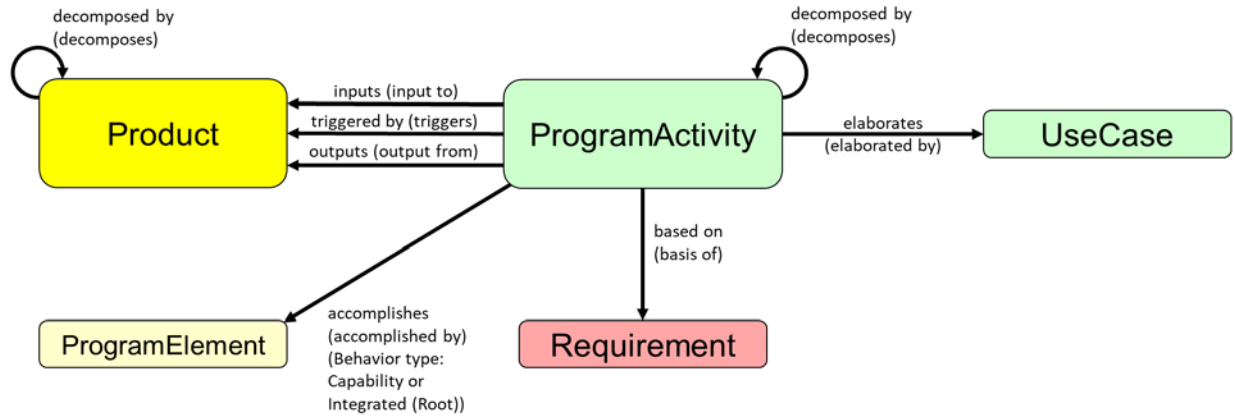 decomposed by
(decomposes)
decomposed by
(decomposes)
Product
inputs (input to)
triggered by (triggers)
outputs (output from)
ProgramActivity
elaborates
(elaborated by)
UseCase
based on
(basis of)
accomplishes
(accomplished by)
(Behavior type:
Capability or
Integrated (Root))
ProgramElement
Requirement